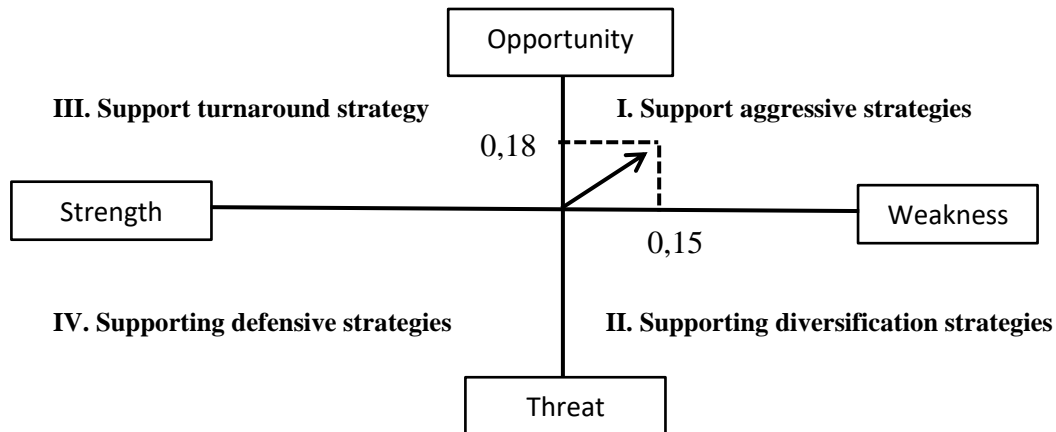 Opportunity
III. Support turnaround strategy
I. Support aggressive strategies
0,18
Strength
Weakness
0,15
IV. Supporting defensive strategies
II. Supporting diversification strategies
Threat